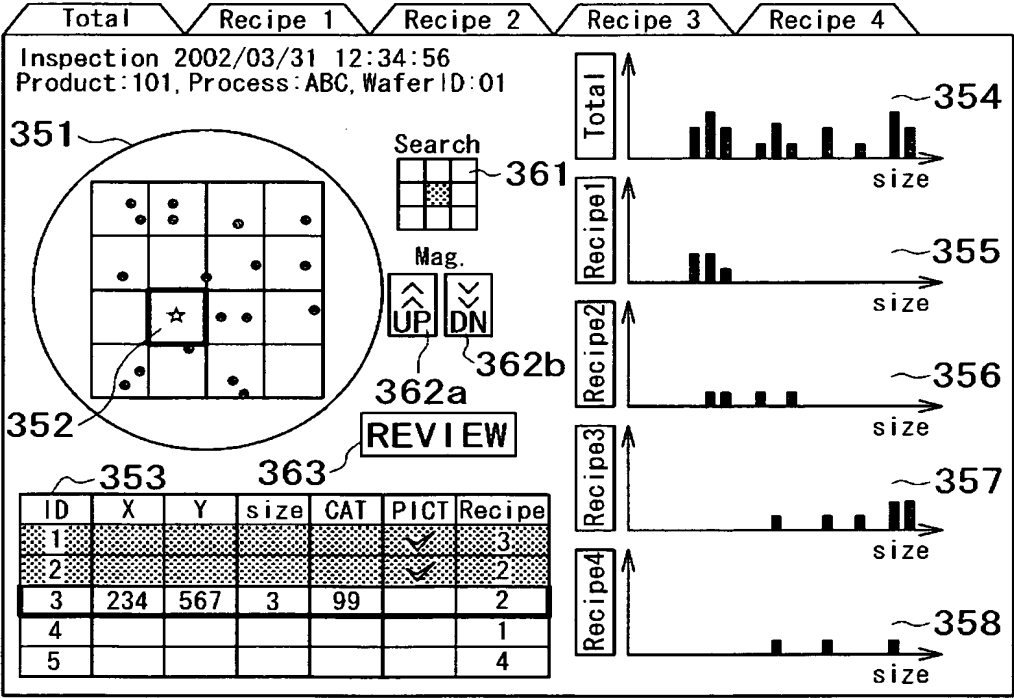 Total Recipe 1 Recipe 2 Recipe 3 Recipe 4
Inspection 2002/03/31 12:34:56
Product:101, Process:ABC, WaferID:01
351
352
Search
361
Mag.
UP DN
362a
362b
REVIEW
363
353
ID X Y size CAT PICT Recipe
1 3
2 2
3 234 567 3 99 2
4 1
5 4
Total
354
size
Recipe1
355
size
Recipe2
356
size
Recipe3
357
size
Recipe4
358
size